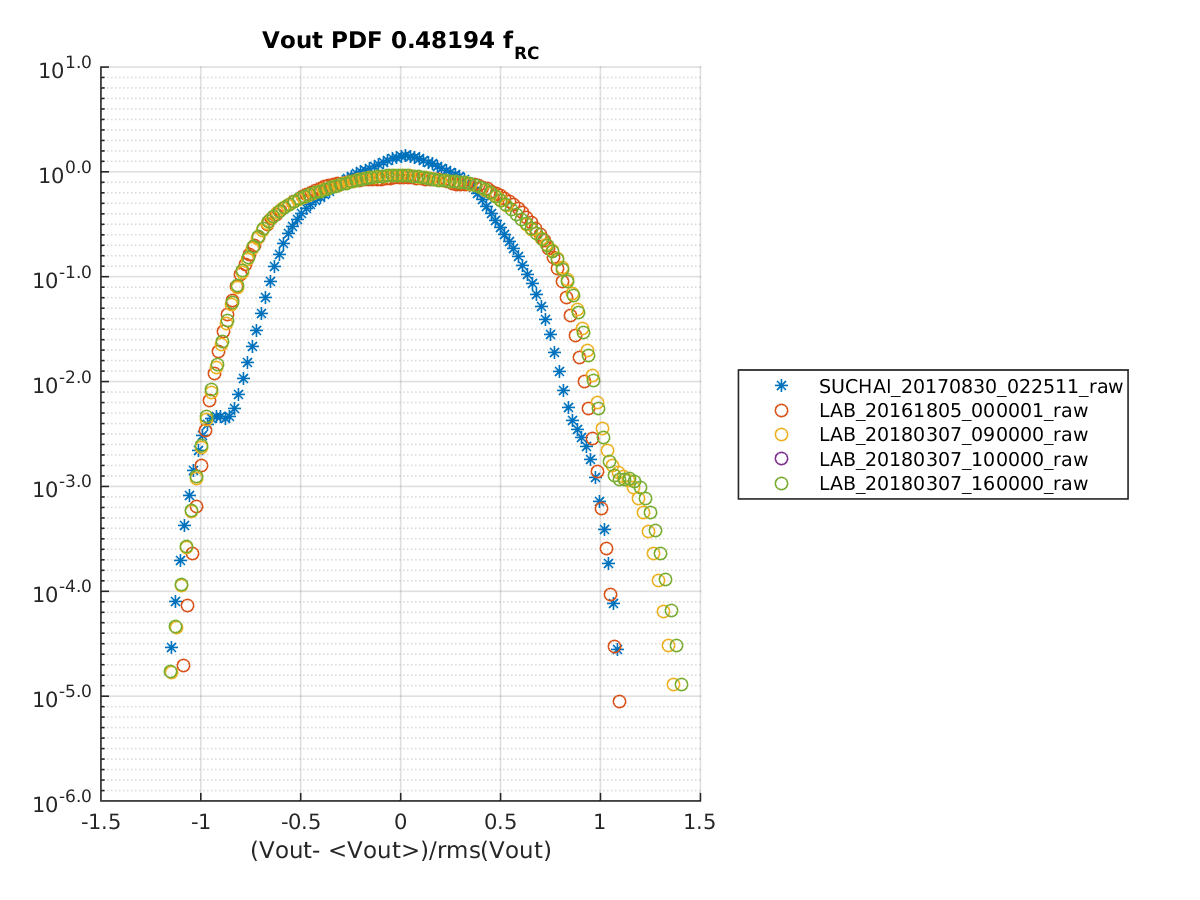 Vout PDF 0.48194 f_RC
10^1.0
10^0.0
10^-1.0
10^-2.0
10^-3.0
10^-4.0
10^-5.0
10^-6.0
-1.5 -1 -0.5 0 0.5 1 1.5
(Vout- <Vout>)/rms(Vout)
SUCHAI_20170830_022511_raw
LAB_20161805_000001_raw
LAB_20180307_090000_raw
LAB_20180307_100000_raw
LAB_20180307_160000_raw